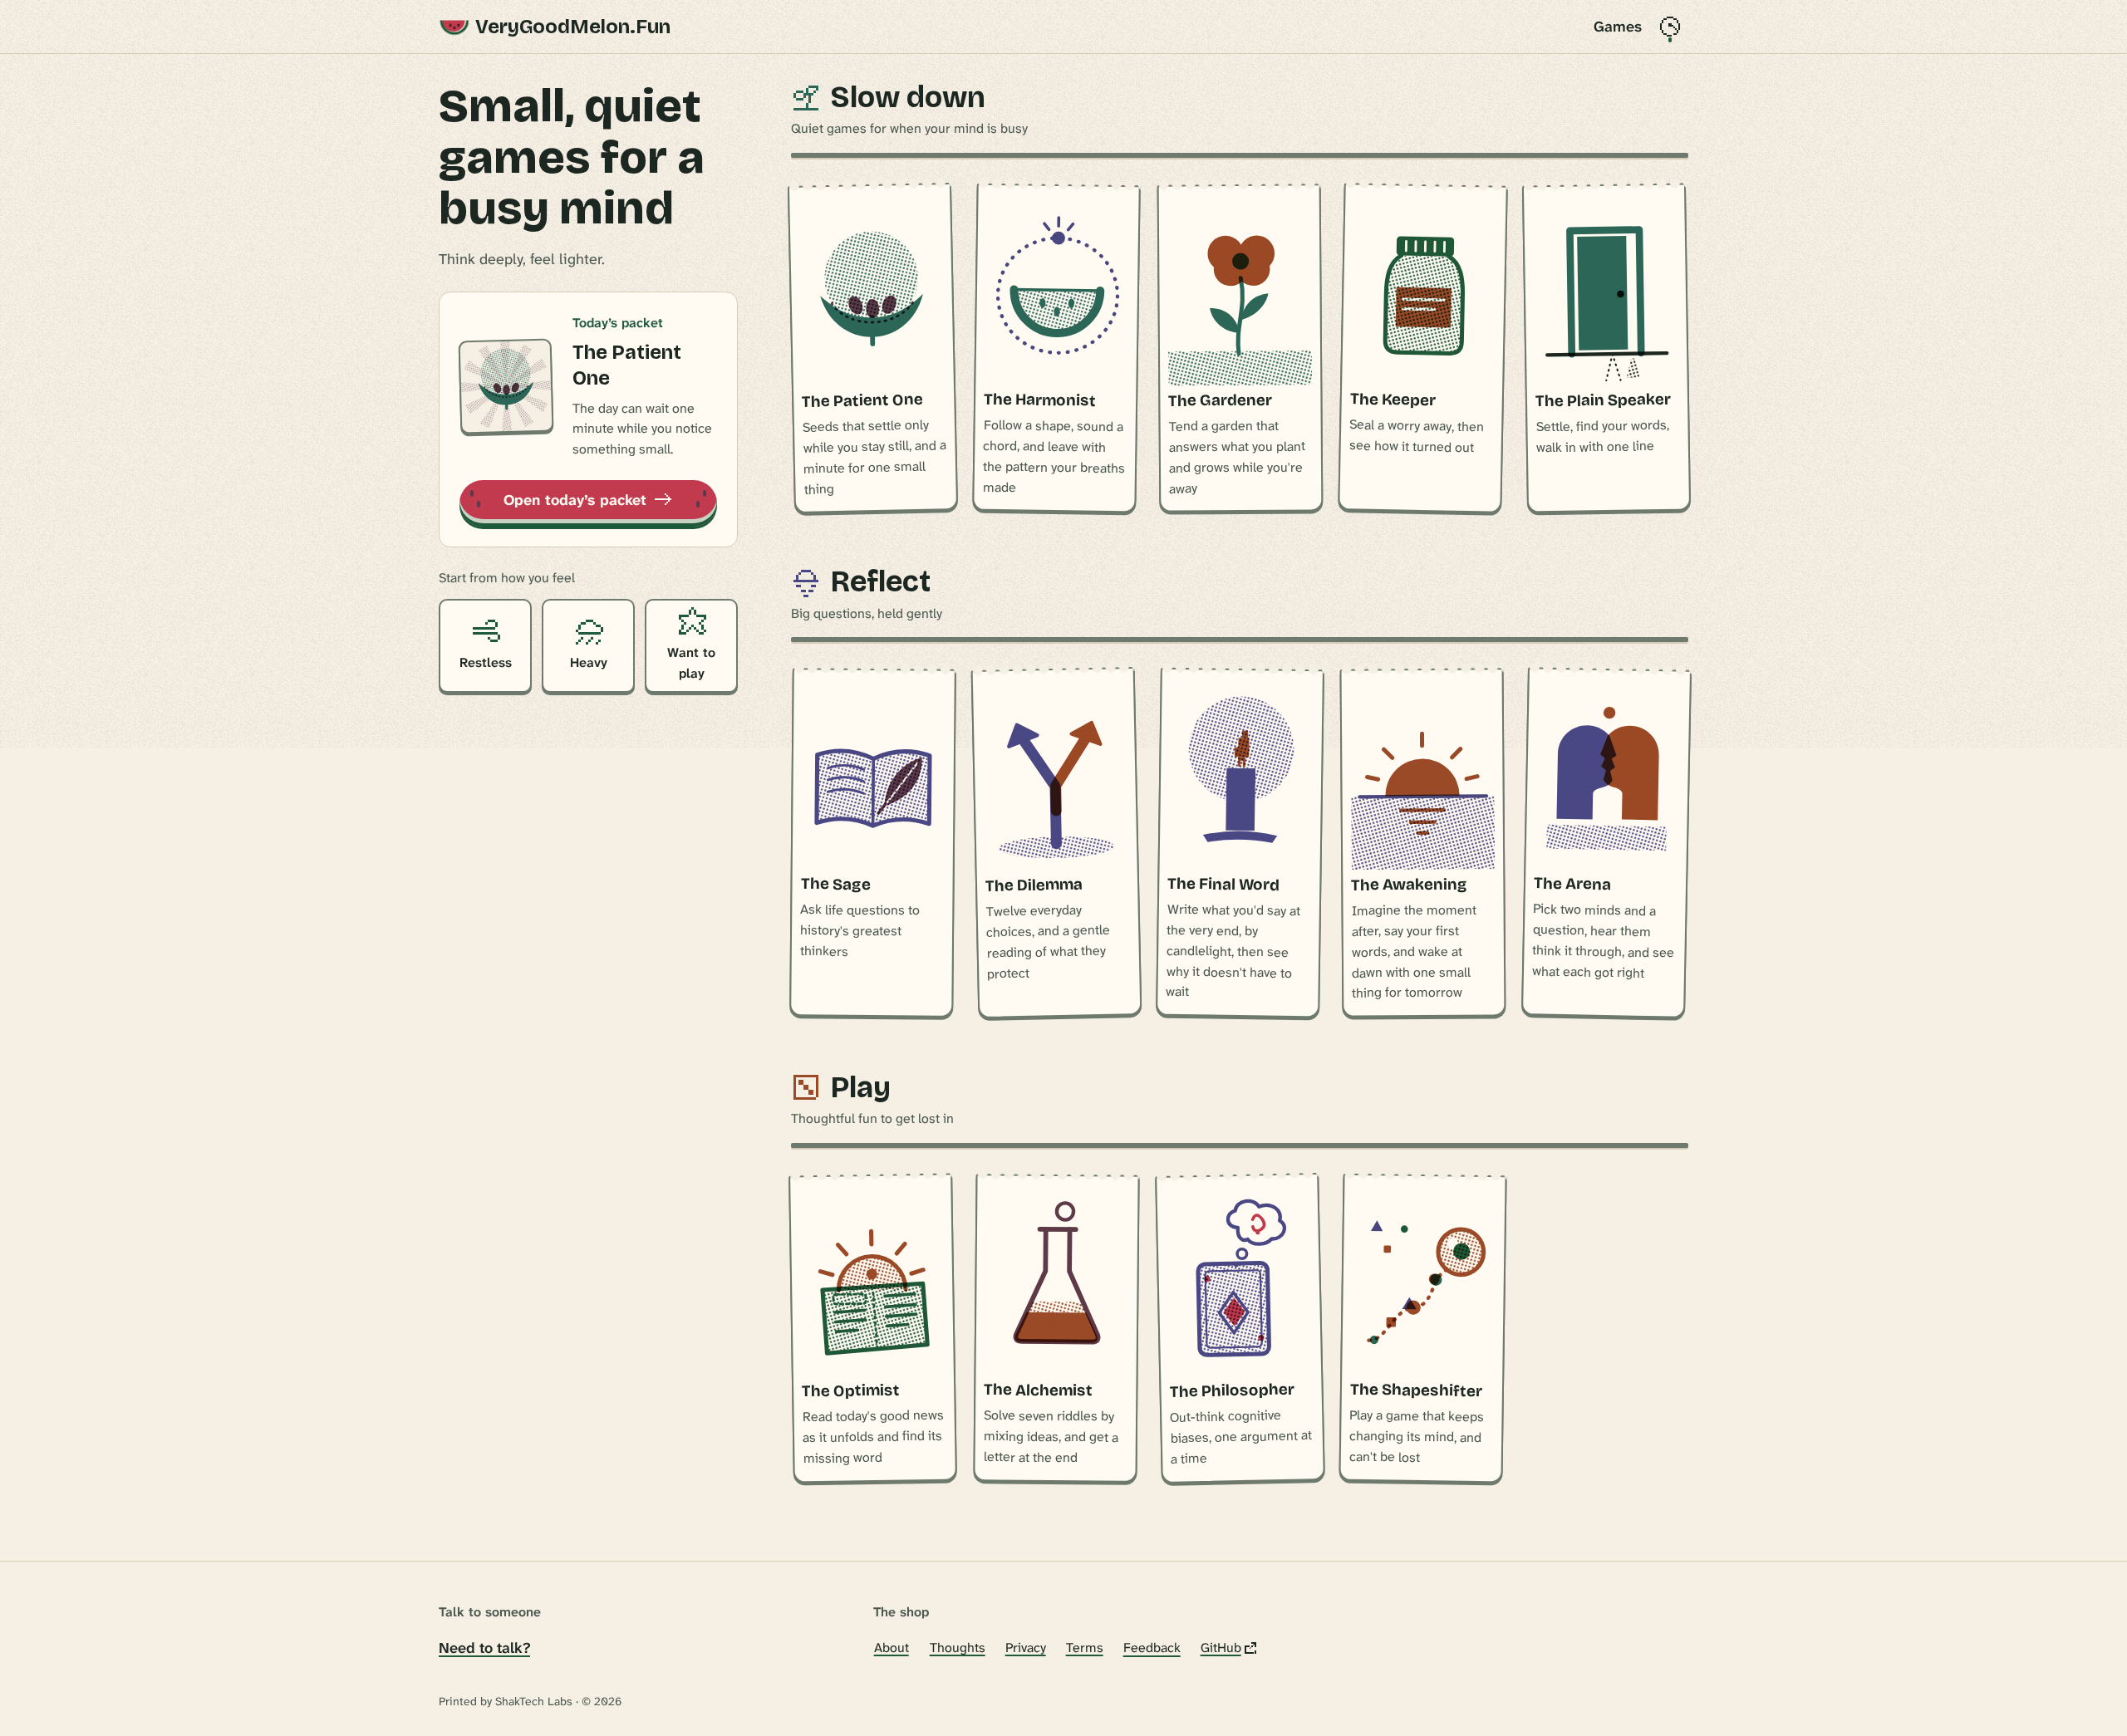 VeryGoodMelon.Fun
Games
Small, quiet
games for a
busy mind
Think deeply, feel lighter.
Today's packet
The Patient
One
The day can wait one
minute while you notice
something small.
Open today's packet
Start from how you feel
Restless
Heavy
Want to
play
Slow down
Quiet games for when your mind is busy
The Patient One
Seeds that settle only
while you stay still, and a
minute for one small
thing
The Harmonist
Follow a shape, sound a
chord, and leave with
the pattern your breaths
made
The Gardener
Tend a garden that
answers what you plant
and grows while you're
away
The Keeper
Seal a worry away, then
see how it turned out
The Plain Speaker
Settle, find your words,
walk in with one line
Reflect
Big questions, held gently
The Sage
Ask life questions to
history's greatest
thinkers
The Dilemma
Twelve everyday
choices, and a gentle
reading of what they
protect
The Final Word
Write what you'd say at
the very end, by
candlelight, then see
why it doesn't have to
wait
The Awakening
Imagine the moment
after, say your first
words, and wake at
dawn with one small
thing for tomorrow
The Arena
Pick two minds and a
question, hear them
think it through, and see
what each got right
Play
Thoughtful fun to get lost in
The Optimist
Read today's good news
as it unfolds and find its
missing word
The Alchemist
Solve seven riddles by
mixing ideas, and get a
letter at the end
The Philosopher
Out-think cognitive
biases, one argument at
a time
The Shapeshifter
Play a game that keeps
changing its mind, and
can't be lost
Talk to someone
Need to talk?
The shop
About Thoughts Privacy Terms Feedback GitHub
Printed by ShakTech Labs · © 2026